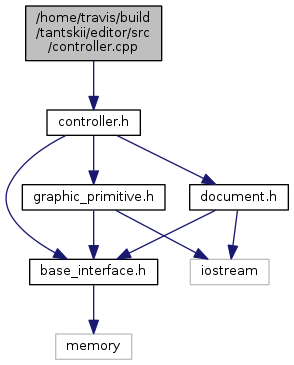 /home/travis/build
/tantskii/editor/src
/controller.cpp
controller.h
graphic_primitive.h
document.h
base_interface.h
iostream
memory